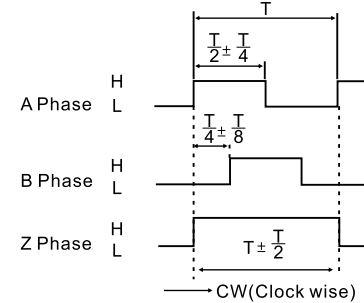 T
T/2 ± T/4
H
A Phase L
T/4 ± T/8
H
B Phase L
H
Z Phase L
T ± T/2
CW(Clock wise)